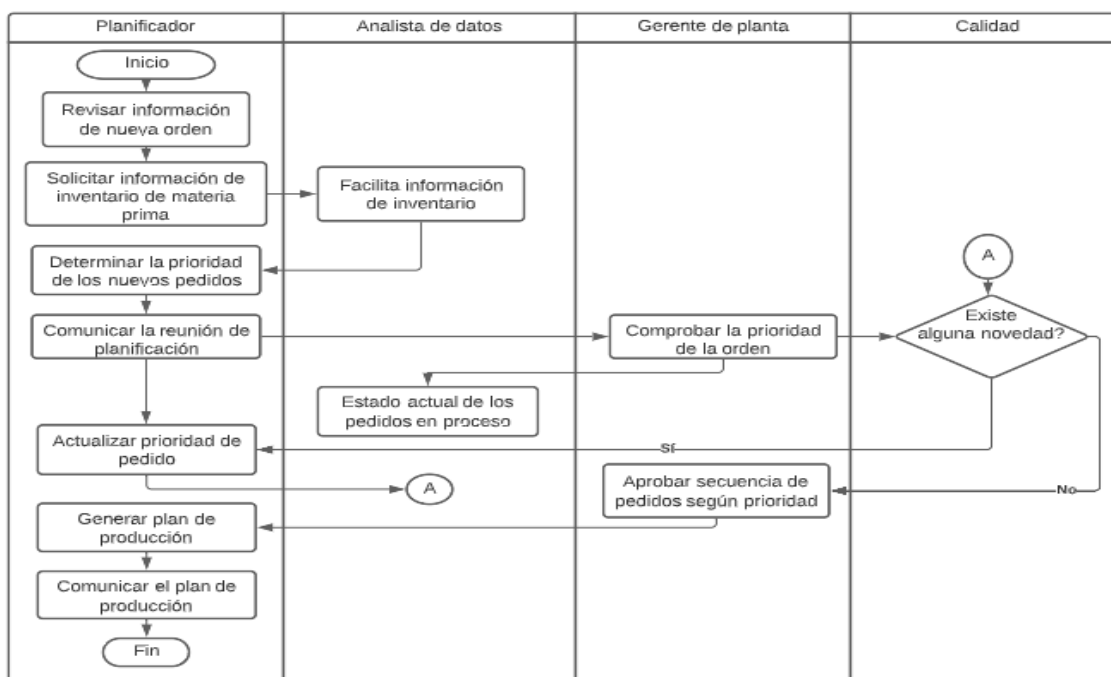 Planificador
Analista de datos
Gerente de planta
Calidad
Inicio
Revisar información
de nueva orden
Solicitar información de
inventario de materia
prima
Facilita información
de inventario
Determinar la prioridad
de los nuevos pedidos
A
Comunicar la reunión de
planificación
Comprobar la prioridad
de la orden
Existe
alguna novedad?
Estado actual de los
pedidos en proceso
Actualizar prioridad de
pedido
Sí
A
Aprobar secuencia de
pedidos según prioridad
No
Generar plan de
producción
Comunicar el plan de
producción
Fin